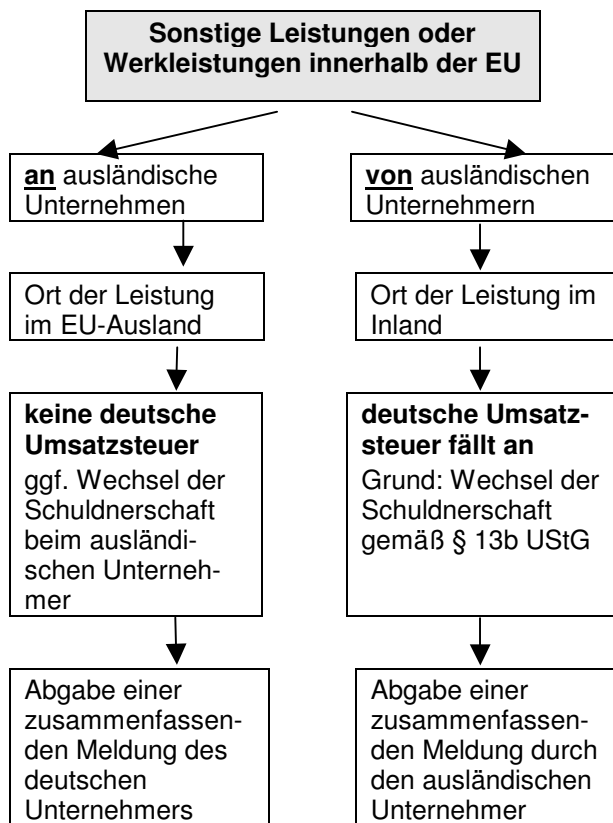 Sonstige Leistungen oder
Werkleistungen innerhalb der EU
an ausländische
Unternehmen
Ort der Leistung
im EU-Ausland
keine deutsche
Umsatzsteuer
ggf. Wechsel der
Schuldnerschaft
beim ausländi-
schen Unterneh-
mer
Abgabe einer
zusammenfassen-
den Meldung des
deutschen
Unternehmers
von ausländischen
Unternehmern
Ort der Leistung im
Inland
deutsche Umsatz-
steuer fällt an
Grund: Wechsel der
Schuldnerschaft
gemäß § 13b UStG
Abgabe einer
zusammenfassen-
den Meldung durch
den ausländischen
Unternehmer